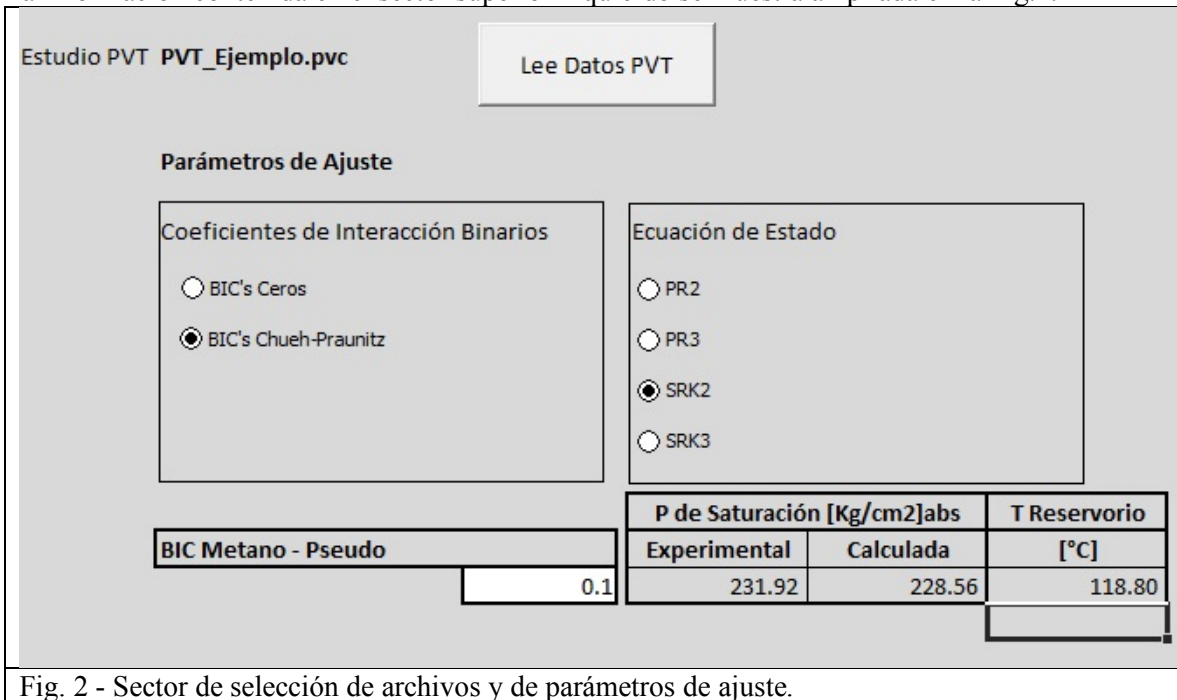 Estudio PVT PVT_Ejemplo.pvc
Lee Datos PVT
Parámetros de Ajuste
Coeficientes de Interacción Binarios
BIC's Ceros
BIC's Chueh-Praunitz
Ecuación de Estado
PR2
PR3
SRK2
SRK3
P de Saturación [Kg/cm2]abs T Reservorio
BIC Metano - Pseudo Experimental Calculada [°C]
0.1 231.92 228.56 118.80
Fig. 2 - Sector de selección de archivos y de parámetros de ajuste.